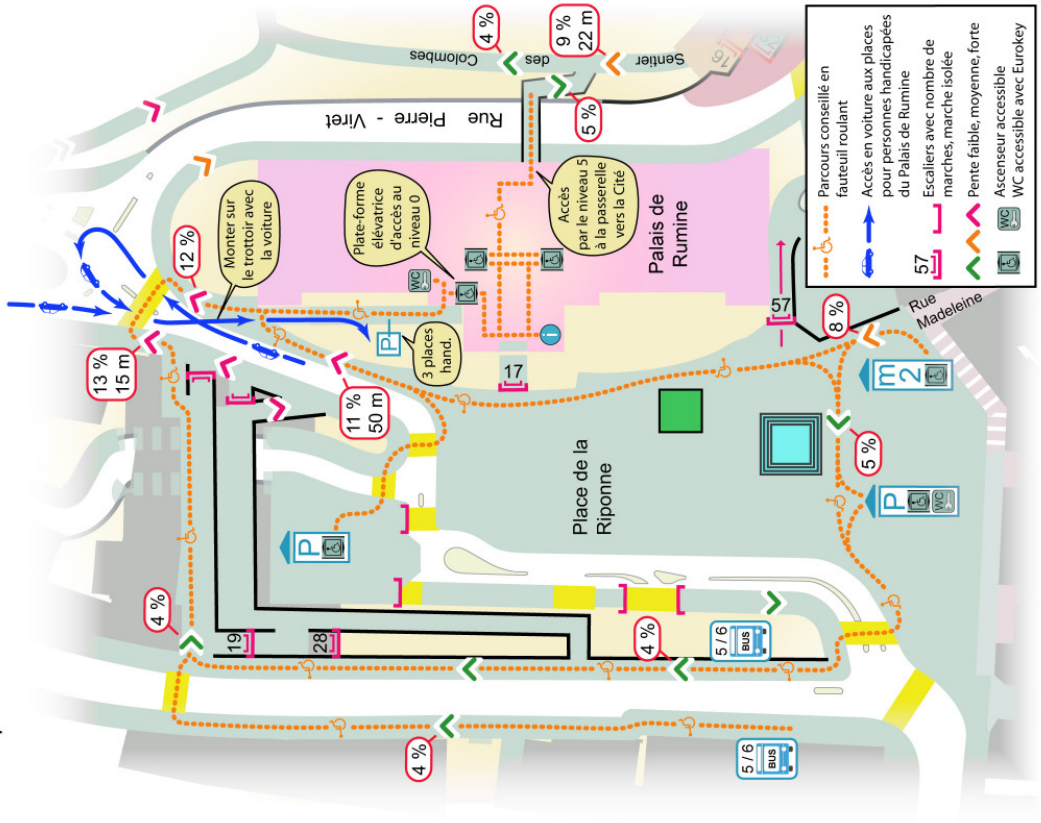 4 %
9 %
22 m
Sentier
des
Colombes
5 %
Rue Pierre - Viret
Monter sur
le trottoir avec
la voiture
Plate-forme
élévatrice
d'accès au
niveau 0
Accès
par le niveau 5
à la passerelle
vers la Cité
Palais de
Rumine
12 %
WC
P
3 places
hand.
i
17
57
13 %
15 m
11 %
50 m
8 %
Rue
Madeleine
m
2
Place de la
Riponne
5 %
P
WC
P
4 %
19
28
4 %
5 / 6
BUS
4 %
5 / 6
BUS
16
Parcours conseillé en
fauteuil roulant
Accès en voiture aux places
pour personnes handicapées
du Palais de Rumine
57
Escaliers avec nombre de
marches, marche isolée
Pente faible, moyenne, forte
Ascenseur accessible
WC
WC accessible avec Eurokey